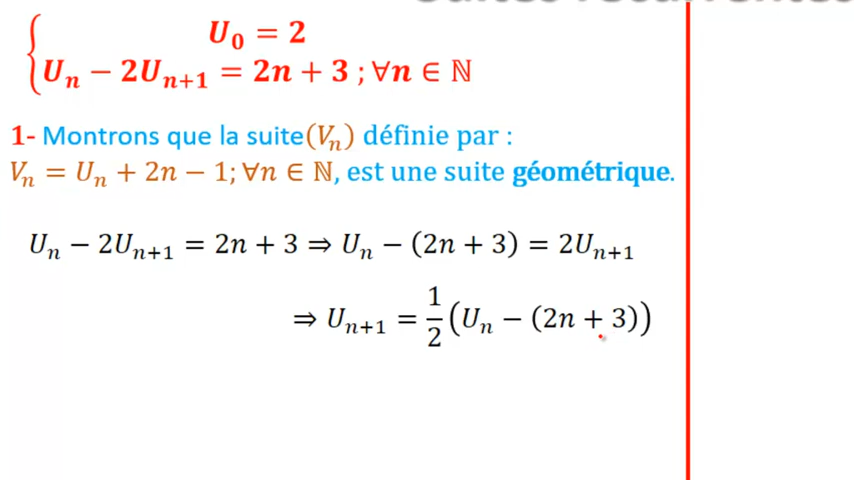 U₀ = 2
Uₙ − 2Uₙ₊₁ = 2n + 3 ; ∀n ∈ ℕ
1- Montrons que la suite (Vₙ) définie par :
Vₙ = Uₙ + 2n − 1; ∀n ∈ ℕ, est une suite géométrique.
Uₙ − 2Uₙ₊₁ = 2n + 3 ⇒ Uₙ − (2n + 3) = 2Uₙ₊₁
⇒ Uₙ₊₁ = 1/2 (Uₙ − (2n + 3))